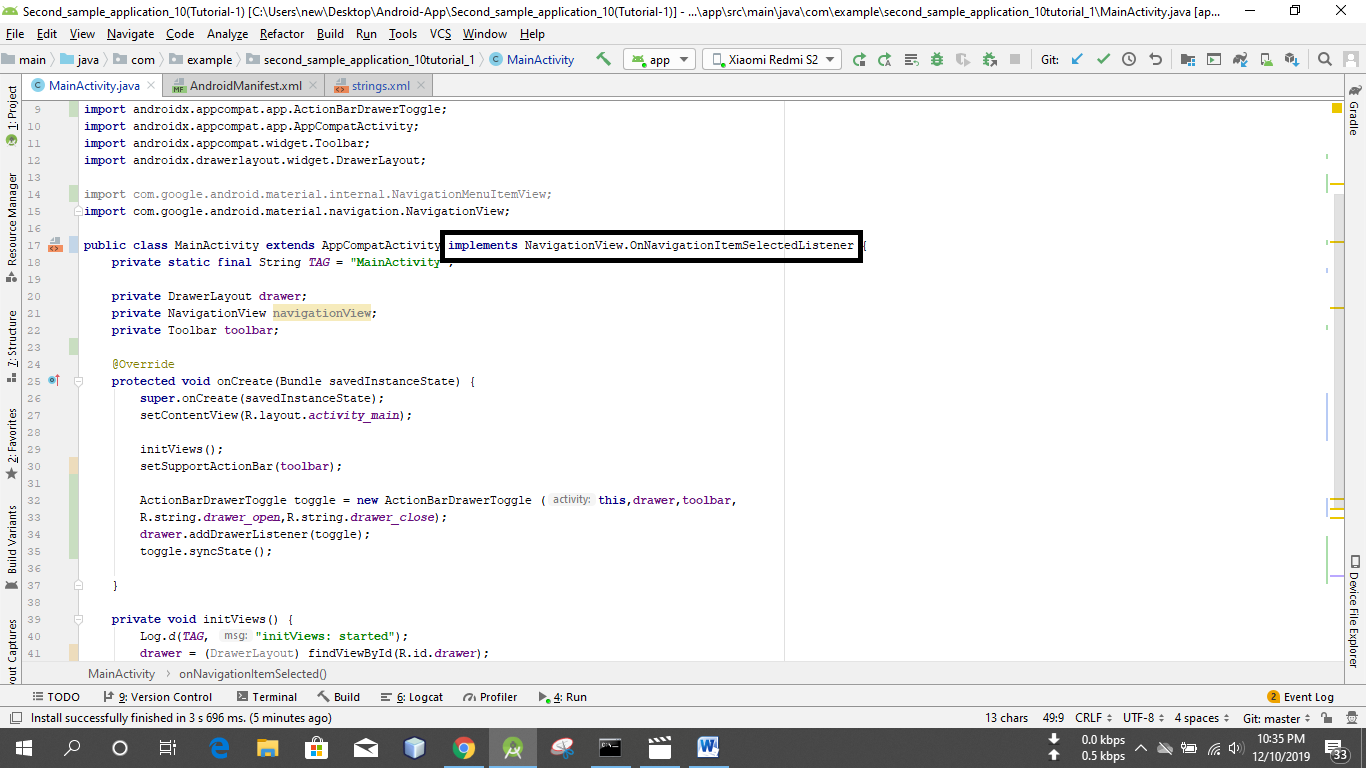 Second_sample_application_10(Tutorial-1) [C:\Users\new\Desktop\Android-App\Second_sample_application_10(Tutorial-1)] - ...\app\src\main\java\com\example\second_sample_application_10tutorial_1\MainActivity.java [ap...
File Edit View Navigate Code Analyze Refactor Build Run Tools VCS Window Help
main java com example second_sample_application_10tutorial_1 MainActivity app Xiaomi Redmi S2 Git:
MainActivity.java AndroidManifest.xml strings.xml
1: Project
Resource Manager
7: Structure
2: Favorites
Build Variants
out Captures
9 import androidx.appcompat.app.ActionBarDrawerToggle;
10 import androidx.appcompat.app.AppCompatActivity;
11 import androidx.appcompat.widget.Toolbar;
12 import androidx.drawerlayout.widget.DrawerLayout;
13
14 import com.google.android.material.internal.NavigationMenuItemView;
15 import com.google.android.material.navigation.NavigationView;
16
17 public class MainActivity extends AppCompatActivity implements NavigationView.OnNavigationItemSelectedListener {
18 private static final String TAG = "MainActivity";
19
20 private DrawerLayout drawer;
21 private NavigationView navigationView;
22 private Toolbar toolbar;
23
24 @Override
25 protected void onCreate(Bundle savedInstanceState) {
26 super.onCreate(savedInstanceState);
27 setContentView(R.layout.activity_main);
28
29 initViews();
30 setSupportActionBar(toolbar);
31
32 ActionBarDrawerToggle toggle = new ActionBarDrawerToggle ( activity: this,drawer,toolbar,
33 R.string.drawer_open,R.string.drawer_close);
34 drawer.addDrawerListener(toggle);
35 toggle.syncState();
36
37 }
38
39 private void initViews() {
40 Log.d(TAG, msg: "initViews: started");
41 drawer = (DrawerLayout) findViewById(R.id.drawer);
Gradle
Device File Explorer
MainActivity > onNavigationItemSelected()
TODO 9: Version Control Terminal Build 6: Logcat Profiler 4: Run 2 Event Log
Install successfully finished in 3 s 696 ms. (5 minutes ago) 13 chars 49:9 CRLF UTF-8 4 spaces Git: master
0.0 kbps
0.5 kbps
10:35 PM
12/10/2019
33